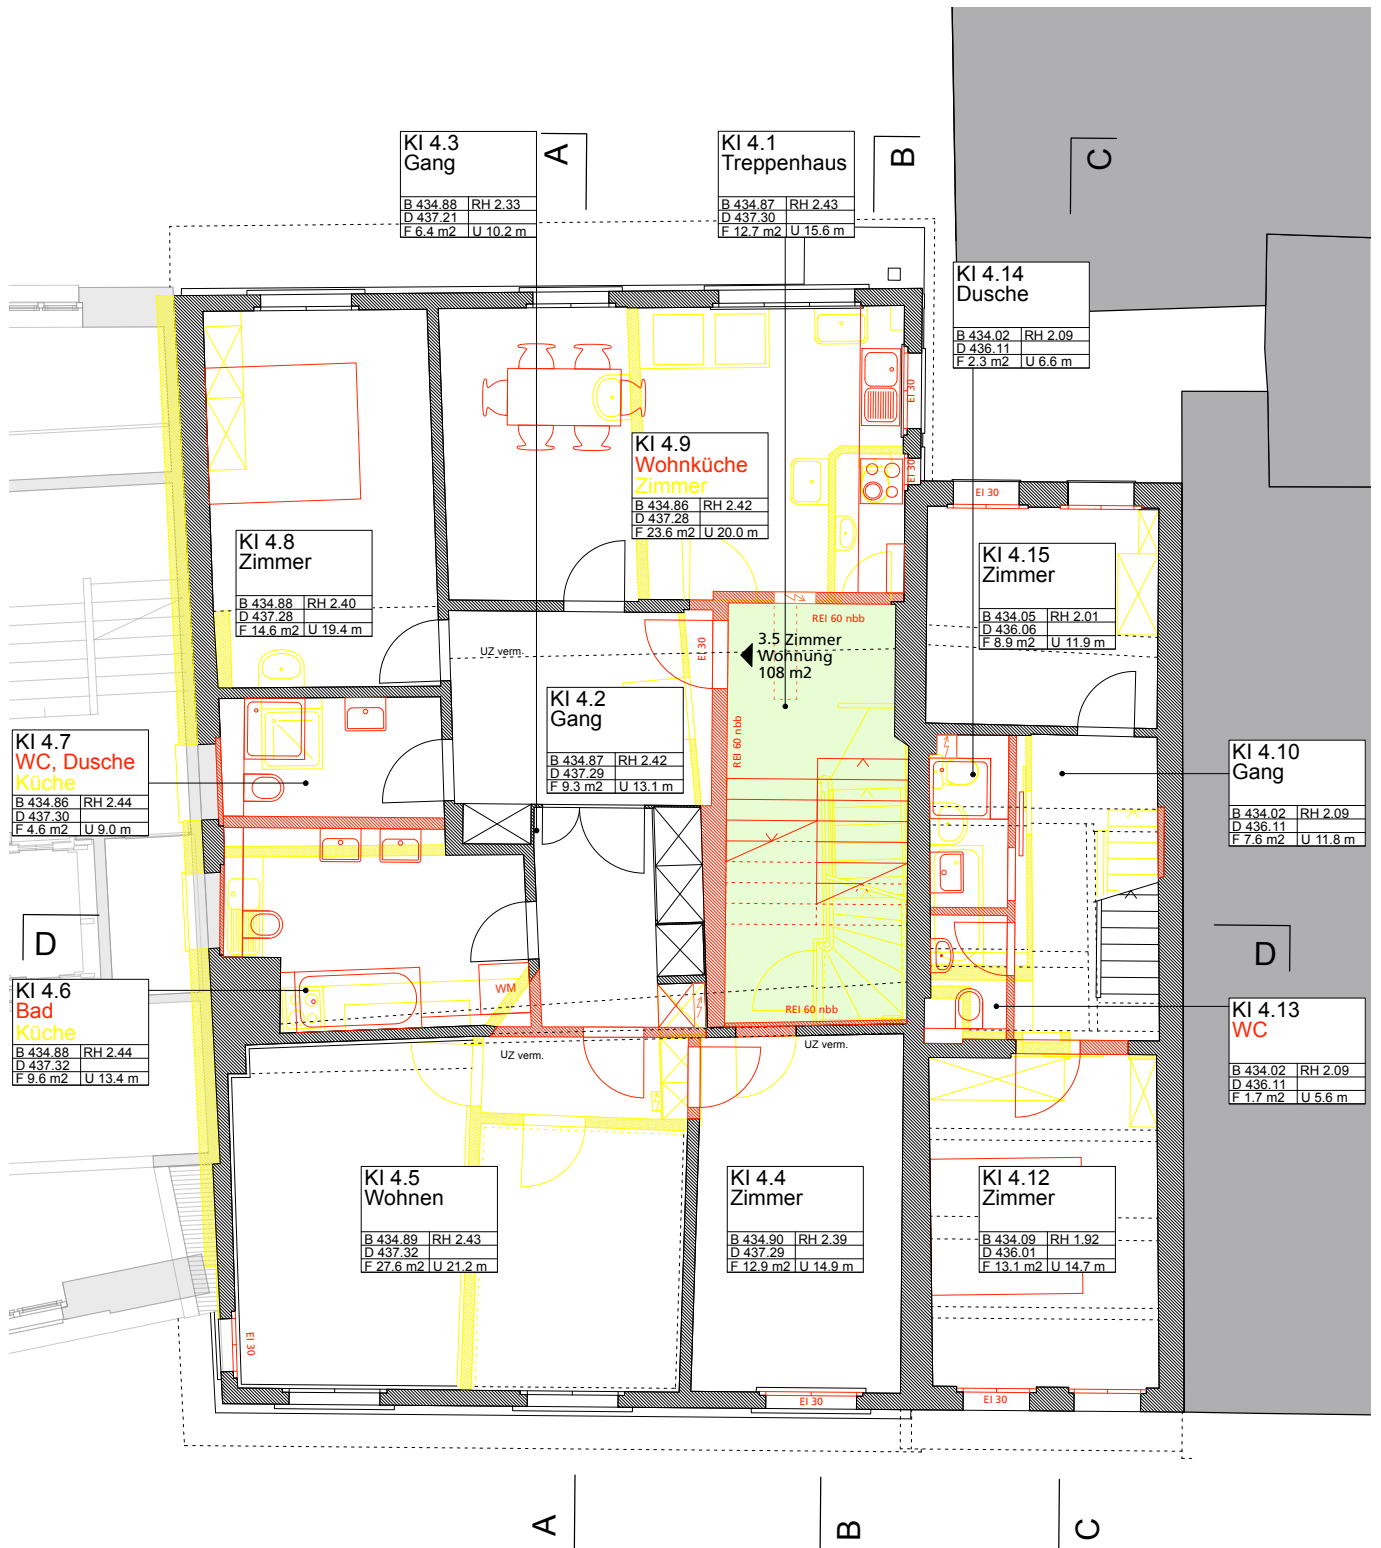 KI 4.3
Gang
B 434.88 RH 2.33
D 437.21
F 6.4 m2 U 10.2 m
A
KI 4.1
Treppenhaus
B 434.87 RH 2.43
D 437.30
F 12.7 m2 U 15.6 m
B
C
KI 4.14
Dusche
B 434.02 RH 2.09
D 436.11
F 2.3 m2 U 6.6 m
EI 30
EI 30
KI 4.9
Wohnküche
Zimmer
B 434.86 RH 2.42
D 437.28
F 23.6 m2 U 20.0 m
EI 30
KI 4.8
Zimmer
B 434.88 RH 2.40
D 437.28
F 14.6 m2 U 19.4 m
KI 4.15
Zimmer
B 434.05 RH 2.01
D 436.06
F 8.9 m2 U 11.9 m
REI 60 nbb
3.5 Zimmer
Wohnung
108 m2
UZ verm.
EI 30
KI 4.2
Gang
B 434.87 RH 2.42
D 437.29
F 9.3 m2 U 13.1 m
REI 60 nbb
KI 4.7
WC, Dusche
Küche
B 434.86 RH 2.44
D 437.30
F 4.6 m2 U 9.0 m
KI 4.10
Gang
B 434.02 RH 2.09
D 436.11
F 7.6 m2 U 11.8 m
D
D
KI 4.6
Bad
Küche
B 434.88 RH 2.44
D 437.32
F 9.6 m2 U 13.4 m
WM
REI 60 nbb
KI 4.13
WC
B 434.02 RH 2.09
D 436.11
F 1.7 m2 U 5.6 m
UZ verm.
UZ verm.
KI 4.5
Wohnen
B 434.89 RH 2.43
D 437.32
F 27.6 m2 U 21.2 m
KI 4.4
Zimmer
B 434.90 RH 2.39
D 437.29
F 12.9 m2 U 14.9 m
KI 4.12
Zimmer
B 434.09 RH 1.92
D 436.01
F 13.1 m2 U 14.7 m
EI 30
EI 30
EI 30
A
B
C